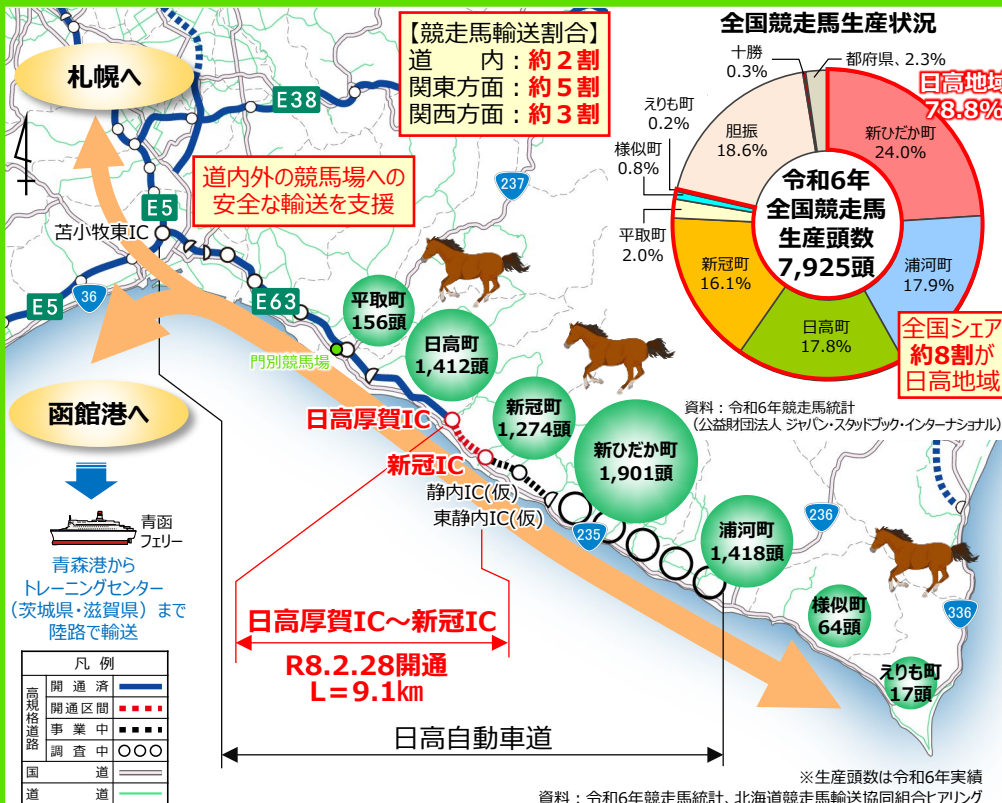 札幌へ
【競走馬輸送割合】
道　　内：約２割
関東方面：約５割
関西方面：約３割
道内外の競馬場への
安全な輸送を支援
全国競走馬生産状況
十勝
0.3%
都府県、2.3%
日高地域
78.8%
えりも町
0.2%
胆振
18.6%
新ひだか町
24.0%
様似町
0.8%
平取町
2.0%
令和6年
全国競走馬
生産頭数
7,925頭
新冠町
16.1%
浦河町
17.9%
日高町
17.8%
全国シェア
約8割が
日高地域
資料：令和6年競走馬統計
（公益財団法人 ジャパン・スタッドブック・インターナショナル）
E38
237
E5
苫小牧東IC
36
E5
E63
平取町
156頭
日高町
1,412頭
門別競馬場
新冠町
1,274頭
新ひだか町
1,901頭
日高厚賀IC
新冠IC
静内IC(仮)
東静内IC(仮)
235
236
浦河町
1,418頭
336
様似町
64頭
えりも町
17頭
函館港へ
青函
フェリー
青森港から
トレーニングセンター
（茨城県・滋賀県）まで
陸路で輸送
日高厚賀IC～新冠IC
R8.2.28開通
L＝9.1㎞
日高自動車道
凡例
高規格道路
開通済
開通区間
事業中
調査中
国道
道道
※生産頭数は令和6年実績
資料：令和6年競走馬統計、北海道競走馬輸送協同組合ヒアリング